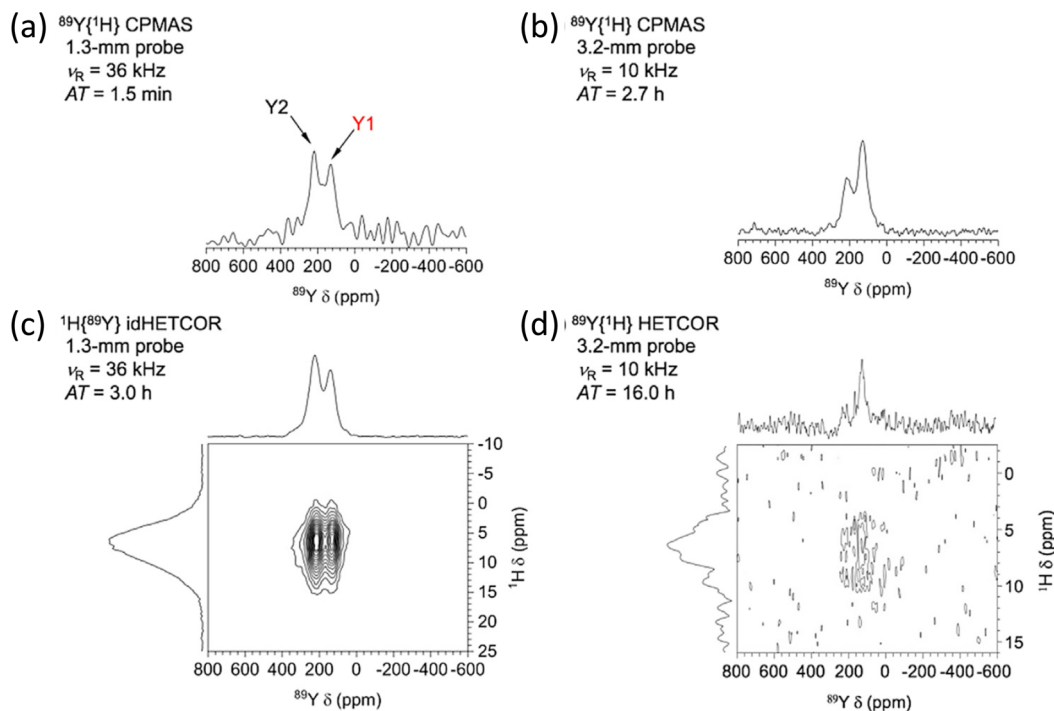 (a) ⁸⁹Y{¹H} CPMAS
1.3-mm probe
νR = 36 kHz
AT = 1.5 min
Y2
Y1
800 600 400 200 0 -200 -400 -600
⁸⁹Y δ (ppm)
(b) ⁸⁹Y{¹H} CPMAS
3.2-mm probe
νR = 10 kHz
AT = 2.7 h
800 600 400 200 0 -200 -400 -600
⁸⁹Y δ (ppm)
(c) ¹H{⁸⁹Y} idHETCOR
1.3-mm probe
νR = 36 kHz
AT = 3.0 h
-10
-5
0
5
10
15
20
25
¹H δ (ppm)
800 600 400 200 0 -200 -400 -600
⁸⁹Y δ (ppm)
(d) ⁸⁹Y{¹H} HETCOR
3.2-mm probe
νR = 10 kHz
AT = 16.0 h
0
5
10
15
¹H δ (ppm)
800 600 400 200 0 -200 -400 -600
⁸⁹Y δ (ppm)